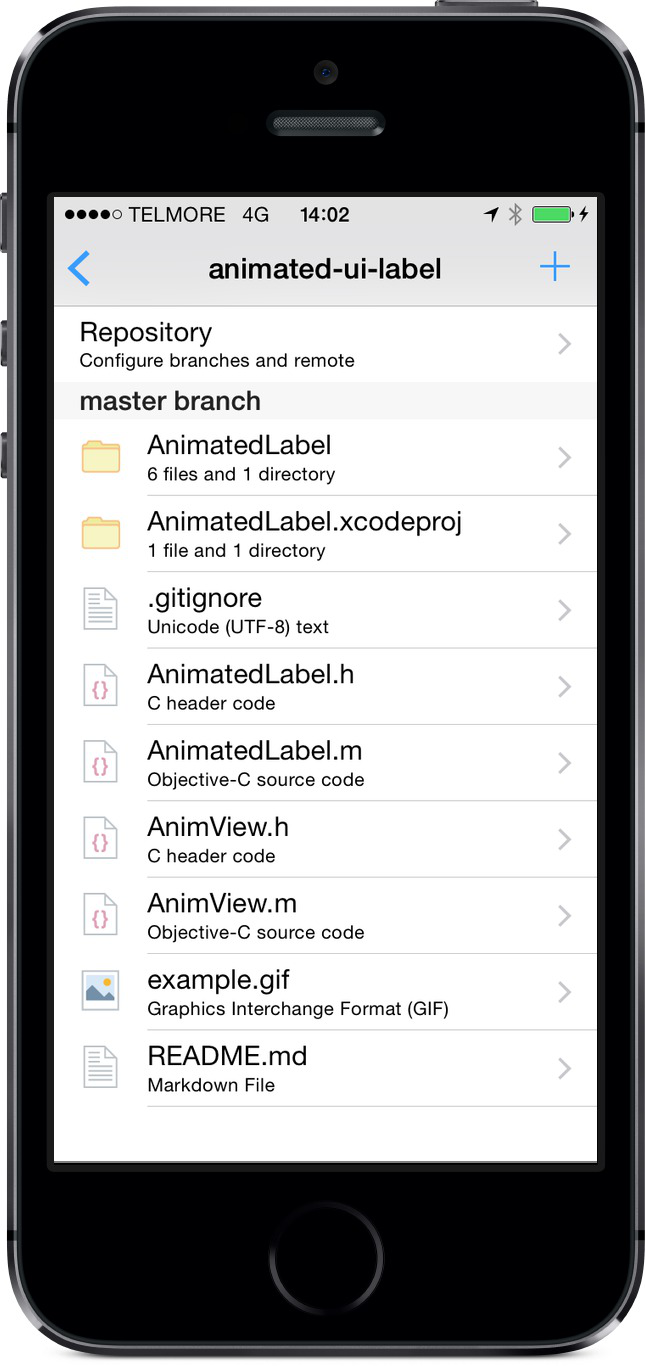 TELMORE 4G 14:02
animated-ui-label
Repository
Configure branches and remote
master branch
AnimatedLabel
6 files and 1 directory
AnimatedLabel.xcodeproj
1 file and 1 directory
.gitignore
Unicode (UTF-8) text
AnimatedLabel.h
{}
C header code
AnimatedLabel.m
{}
Objective-C source code
AnimView.h
{}
C header code
AnimView.m
{}
Objective-C source code
example.gif
Graphics Interchange Format (GIF)
README.md
Markdown File